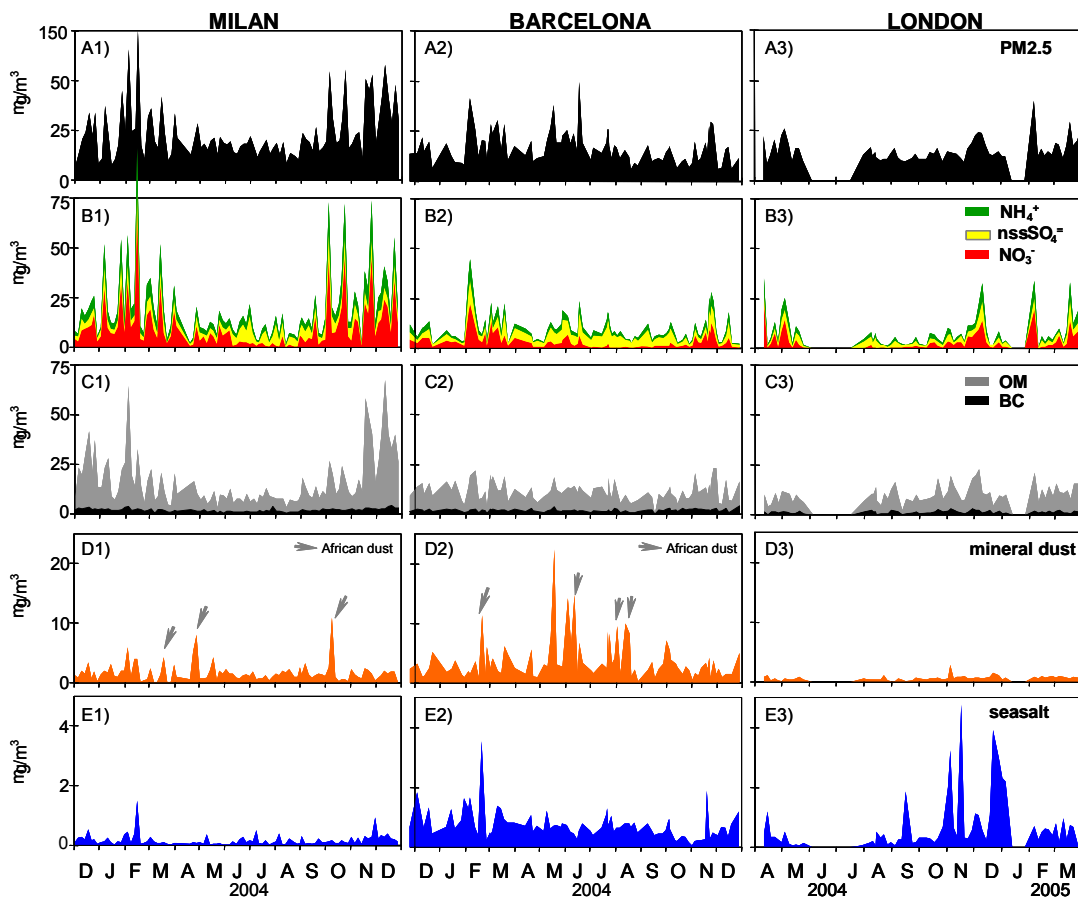 MILAN BARCELONA LONDON
150 A1) A2) A3) PM2.5
mg/m³
50
25
0
75 B1) B2) B3) NH₄⁺
nssSO₄⁼
mg/m³
50 NO₃⁻
25
0
75 C1) C2) C3) OM
BC
mg/m³
50
25
0
D1) African dust D2) African dust D3) mineral dust
mg/m³
20
10
0
E1) E2) E3) seasalt
mg/m³
4
2
0
D J F M A M J J A S O N D D J F M A M J J A S O N D A M J J A S O N D J F M
2004 2004 2004 2005